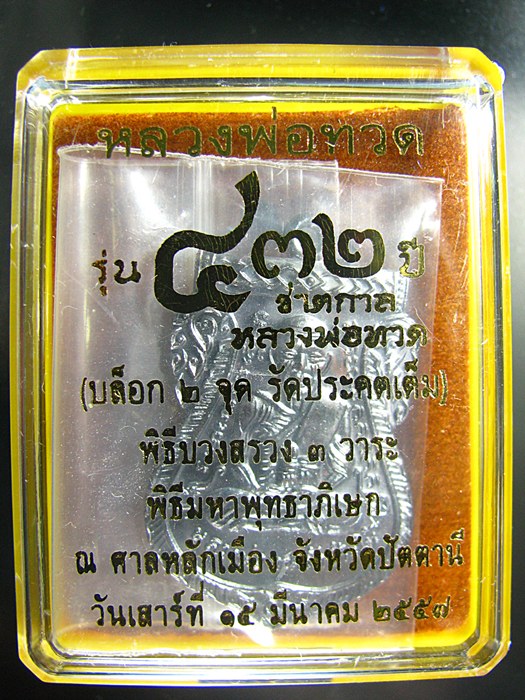 หลวงพ่อทวด
รุ่น ๔๓๒ ปี
ชาตกาล
หลวงพ่อทวด
(บล็อก ๒ จุด รัดประคตเต็ม)
พิธีบวงสรวง ๓ วาระ
พิธีมหาพุทธาภิเษก
ณ ศาลหลักเมือง จังหวัดปัตตานี
วันเสาร์ที่ ๑๕ มีนาคม ๒๕๕๗